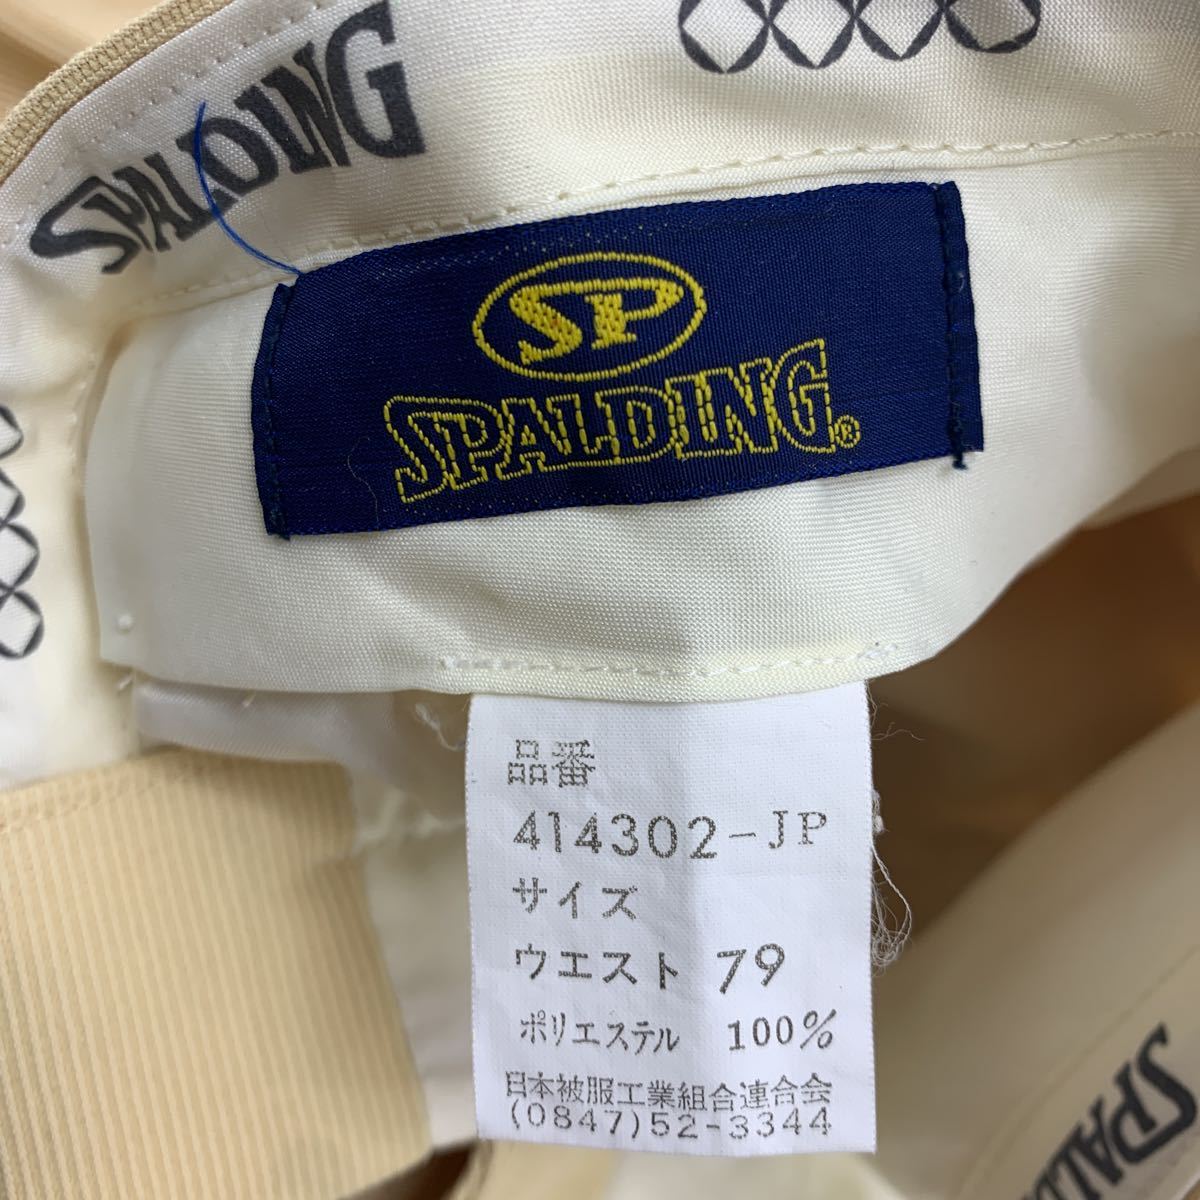 SPALDING
SP
SPALDING®
品番
414302-JP
サイズ
ウエスト 79
ポリエステル 100%
日本被服工業組合連合会
(0847)52-3344
SPALD